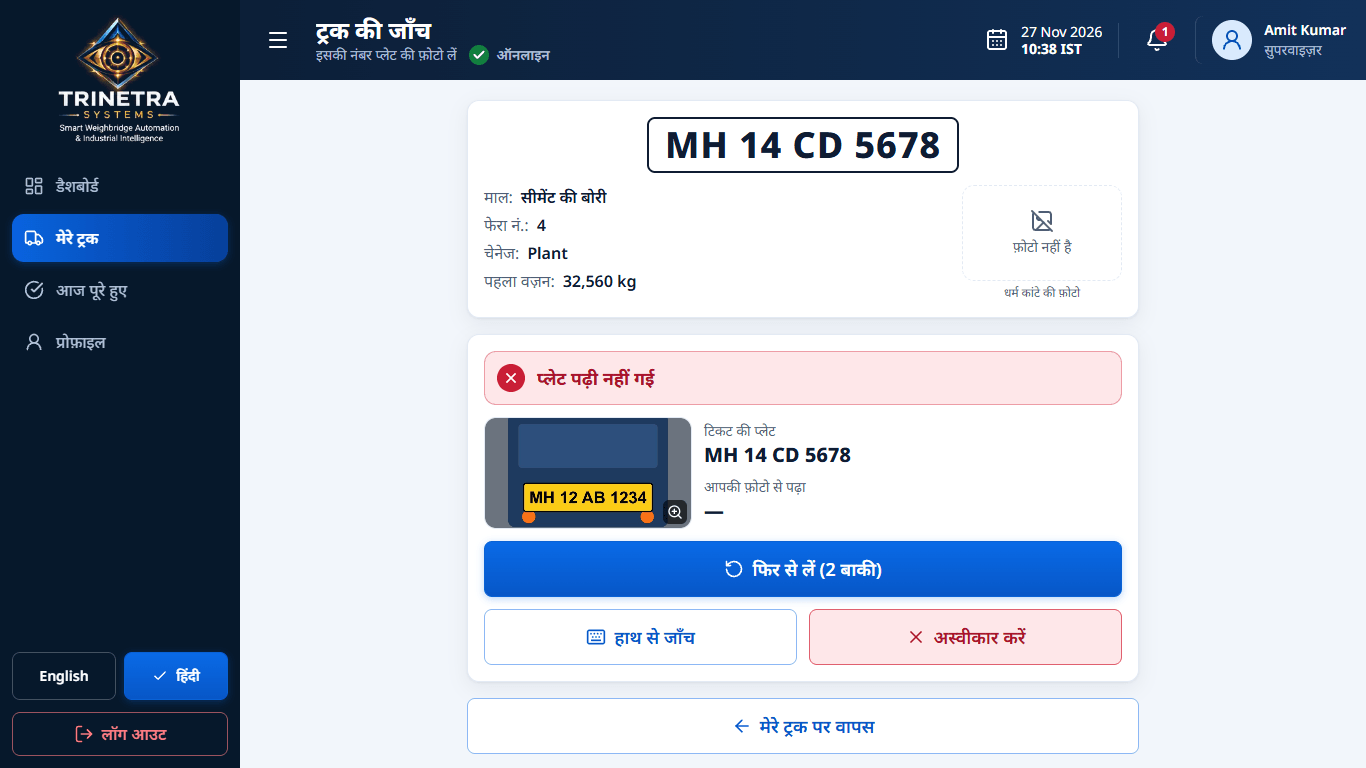 TRINETRA
SYSTEMS
Smart Weighbridge Automation
& Industrial Intelligence
डैशबोर्ड
मेरे ट्रक
आज पूरे हुए
प्रोफ़ाइल
English
हिंदी
लॉग आउट
ट्रक की जाँच
इसकी नंबर प्लेट की फ़ोटो लें
ऑनलाइन
27 Nov 2026
10:38 IST
1
Amit Kumar
सुपरवाइज़र
MH 14 CD 5678
माल: सीमेंट की बोरी
फेरा नं.: 4
चेनेज: Plant
पहला वज़न: 32,560 kg
फ़ोटो नहीं है
धर्म कांटे की फ़ोटो
प्लेट पढ़ी नहीं गई
MH 12 AB 1234
टिकट की प्लेट
MH 14 CD 5678
आपकी फ़ोटो से पढ़ा
—
फिर से लें (2 बाकी)
हाथ से जाँच
अस्वीकार करें
मेरे ट्रक पर वापस